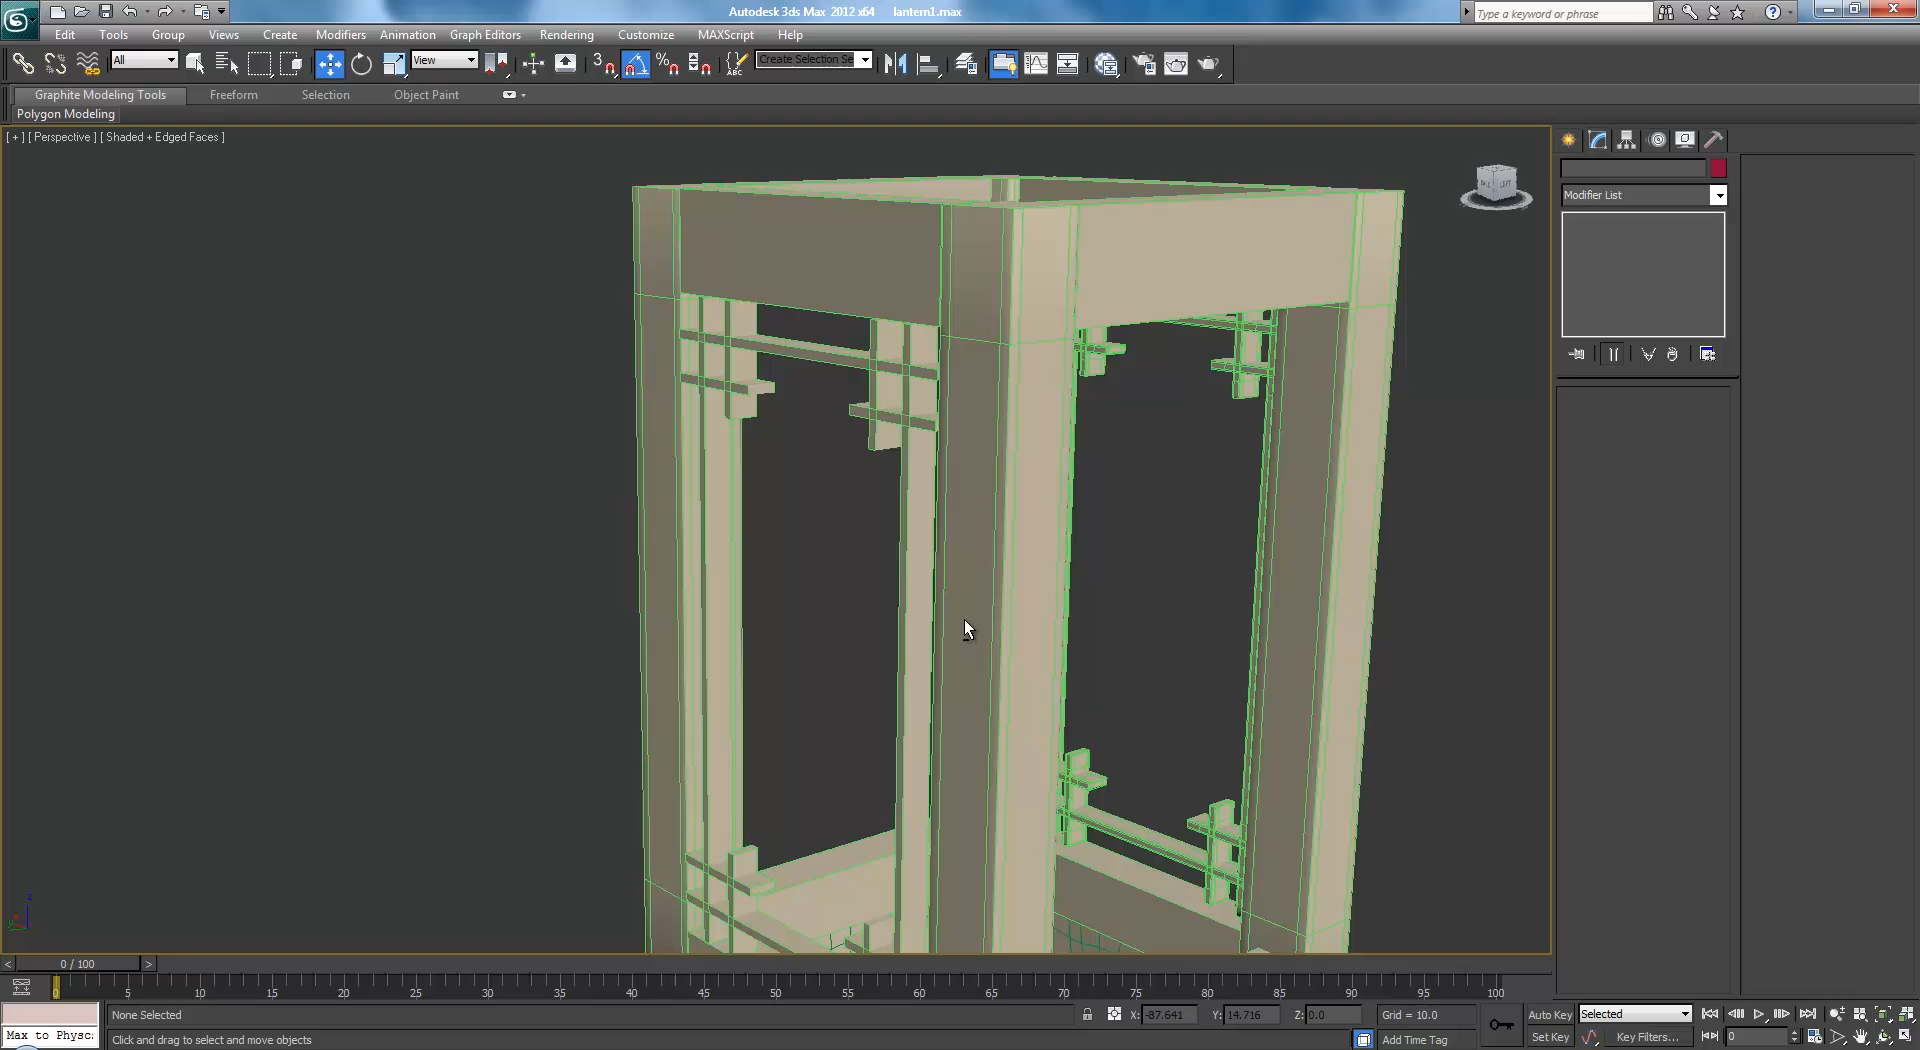 Autodesk 3ds Max 2012 x64 lantern1.max
Type a keyword or phrase
Edit Tools Group Views Create Modifiers Animation Graph Editors Rendering Customize MAXScript Help
All View Create Selection Se
Graphite Modeling Tools Freeform Selection Object Paint
Polygon Modeling
[ + ] [ Perspective ] [ Shaded + Edged Faces ]
LEFT
Modifier List
z
0 / 100
0 5 10 15 20 25 30 35 40 45 50 55 60 65 70 75 80 85 90 95 100
None Selected X: -87.641 Y: 14.716 Z: 0.0 Grid = 10.0 Auto Key Selected
Max to Physc: Click and drag to select and move objects Add Time Tag Set Key Key Filters... 0